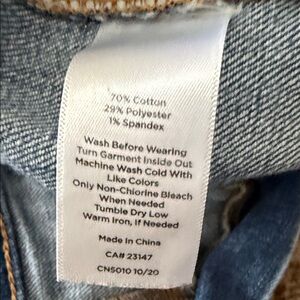 70% Cotton
29% Polyester
1% Spandex
Wash Before Wearing
Turn Garment Inside Out
Machine Wash Cold With
Like Colors
Only Non-Chlorine Bleach
When Needed
Tumble Dry Low
Warm Iron, if Needed
Made in China
CA# 23147
CN5010 10/20